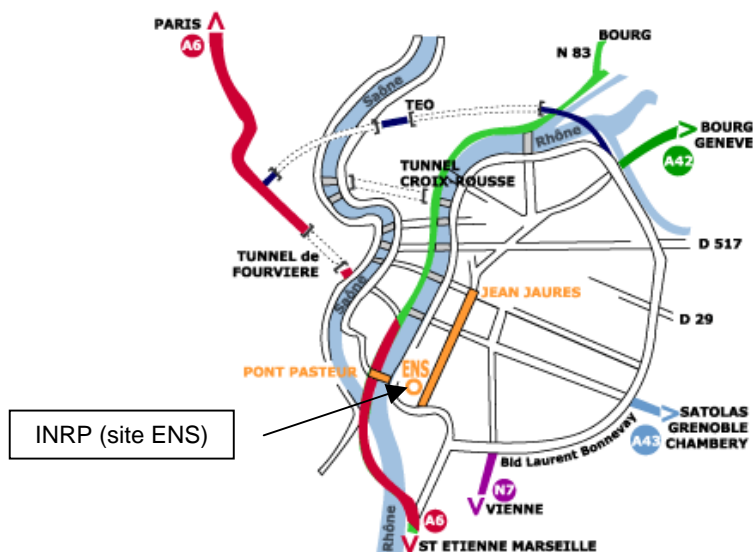 PARIS
A6
BOURG
N 83
Saône
TEO
Rhône
BOURG
GENEVE
A42
TUNNEL
CROIX-ROUSSE
TUNNEL de
FOURVIERE
D 517
Saône
JEAN JAURES
D 29
PONT PASTEUR
ENS
INRP (site ENS)
SATOLAS
GRENOBLE
CHAMBERY
A43
Bld Laurent Bonnevay
N7
VIENNE
A6
Rhône
ST ETIENNE MARSEILLE